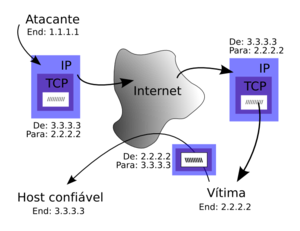 Atacante
End: 1.1.1.1
IP
TCP
De: 3.3.3.3
Para: 2.2.2.2
Internet
IP
TCP
De: 3.3.3.3
Para: 2.2.2.2
De: 2.2.2.2
Para: 3.3.3.3
Host confiável
End: 3.3.3.3
Vítima
End: 2.2.2.2